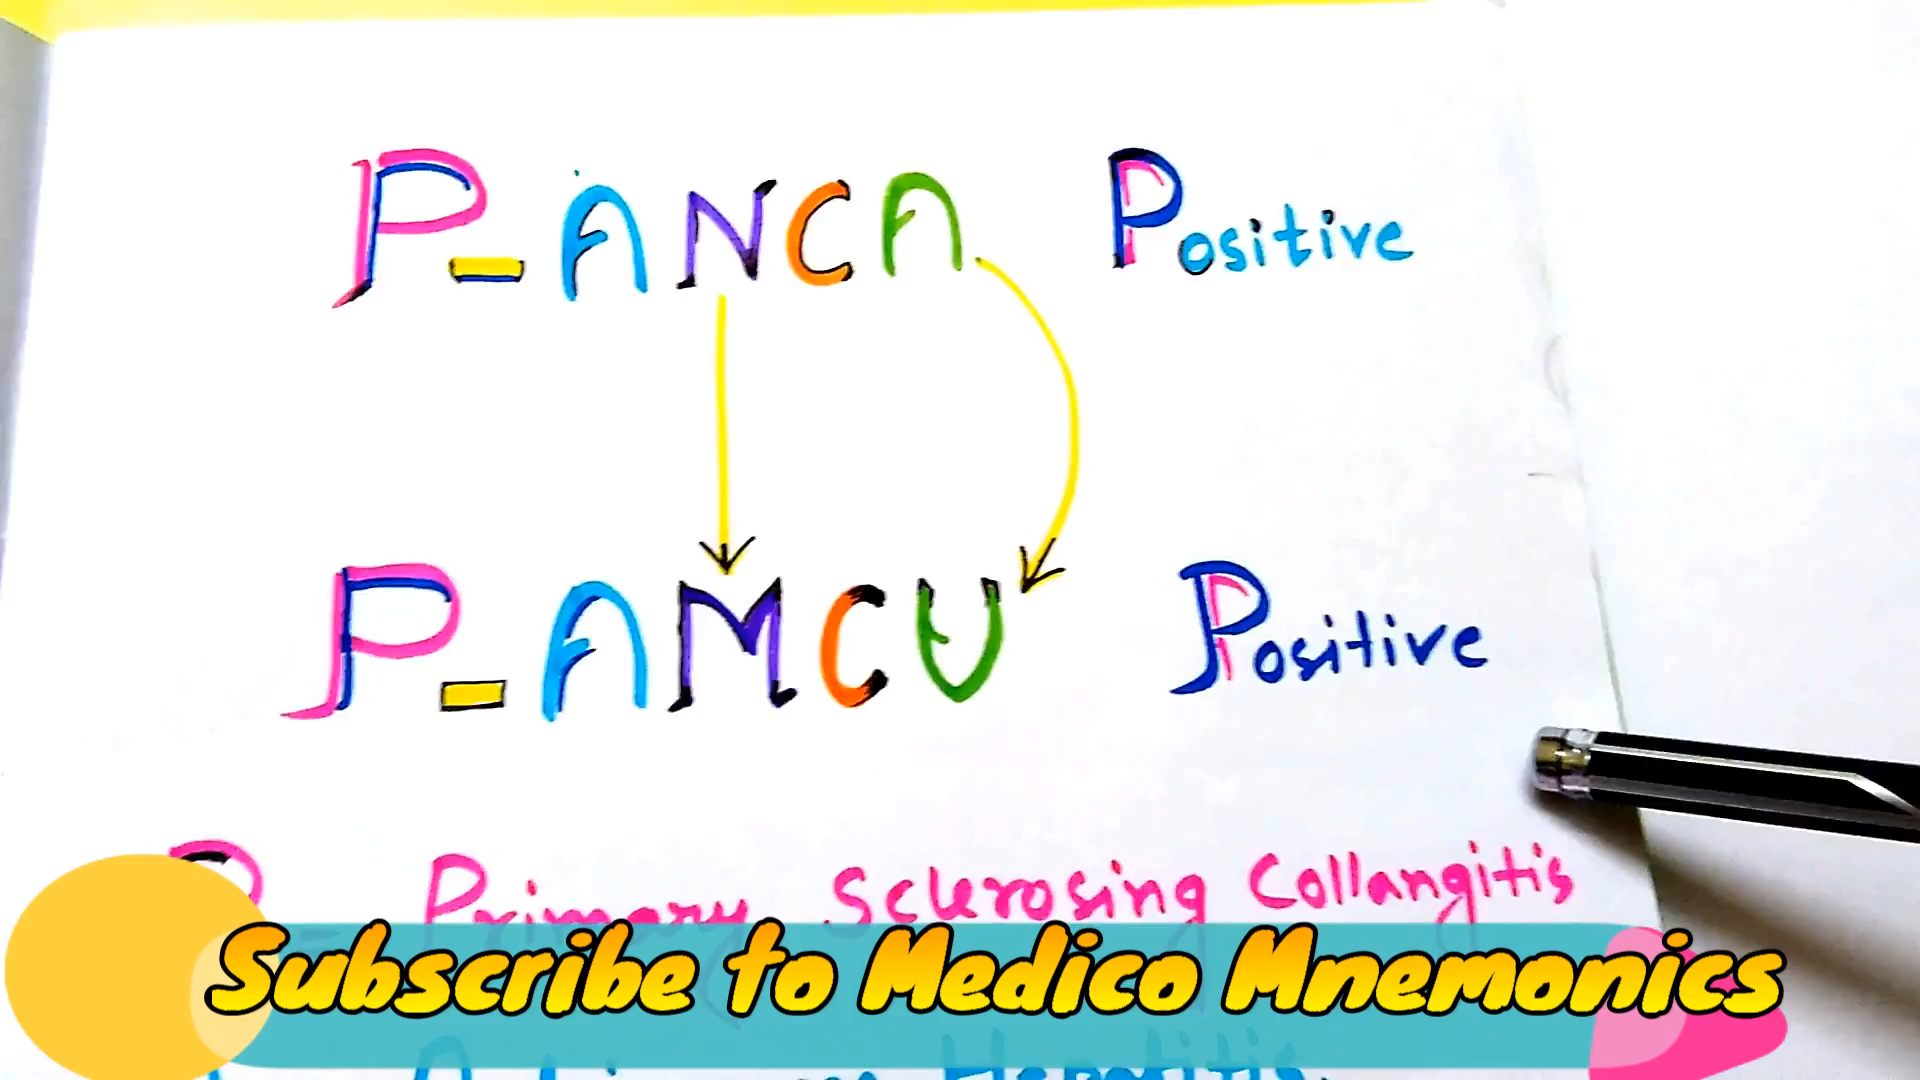 P-ANCA Positive
P-AMCU Positive
P - Primary Sclerosing Collangitis
Subscribe to Medico Mnemonics